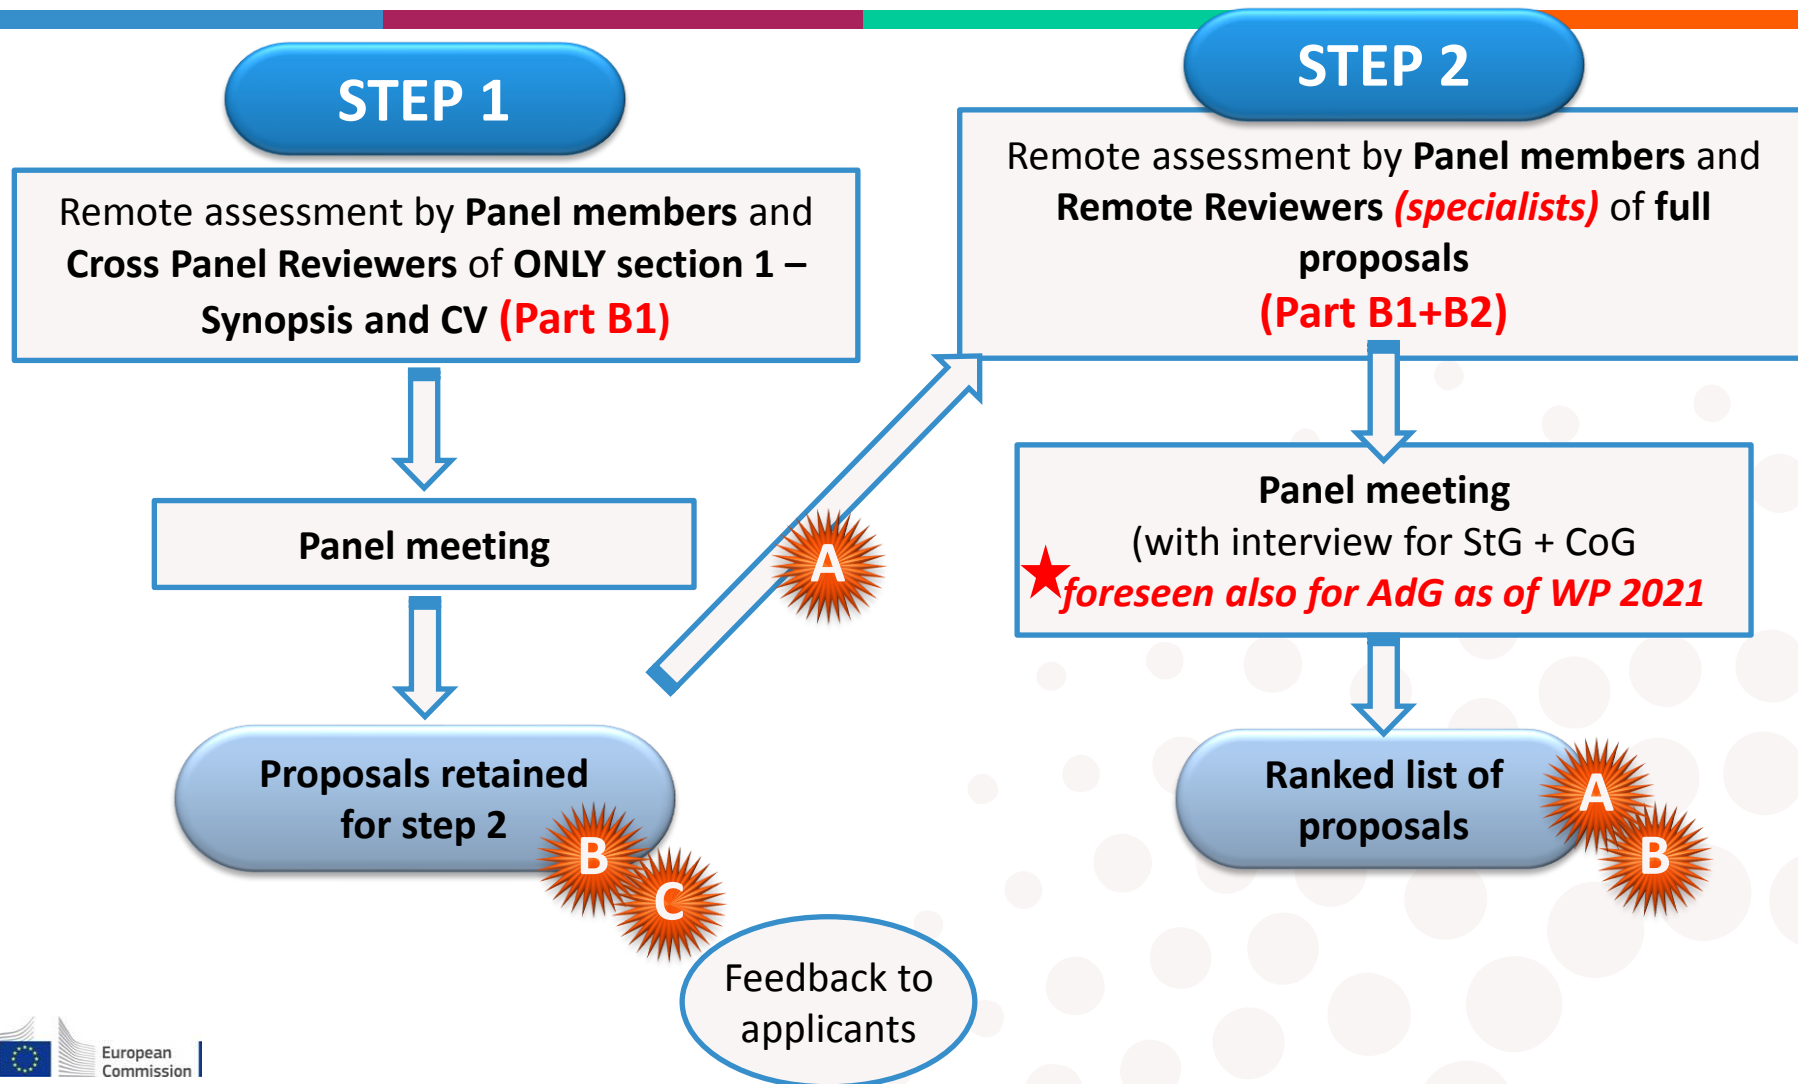 STEP 1
Remote assessment by Panel members and
Cross Panel Reviewers of ONLY section 1 –
Synopsis and CV (Part B1)
Panel meeting
Proposals retained
for step 2
B
C
A
Feedback to
applicants
STEP 2
Remote assessment by Panel members and
Remote Reviewers (specialists) of full
proposals
(Part B1+B2)
Panel meeting
(with interview for StG + CoG
foreseen also for AdG as of WP 2021
Ranked list of
proposals
A
B
European
Commission